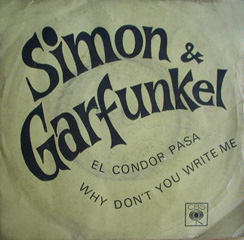 Simon &
Garfunkel
EL CONDOR PASA
WHY DON'T YOU WRITE ME
CBS